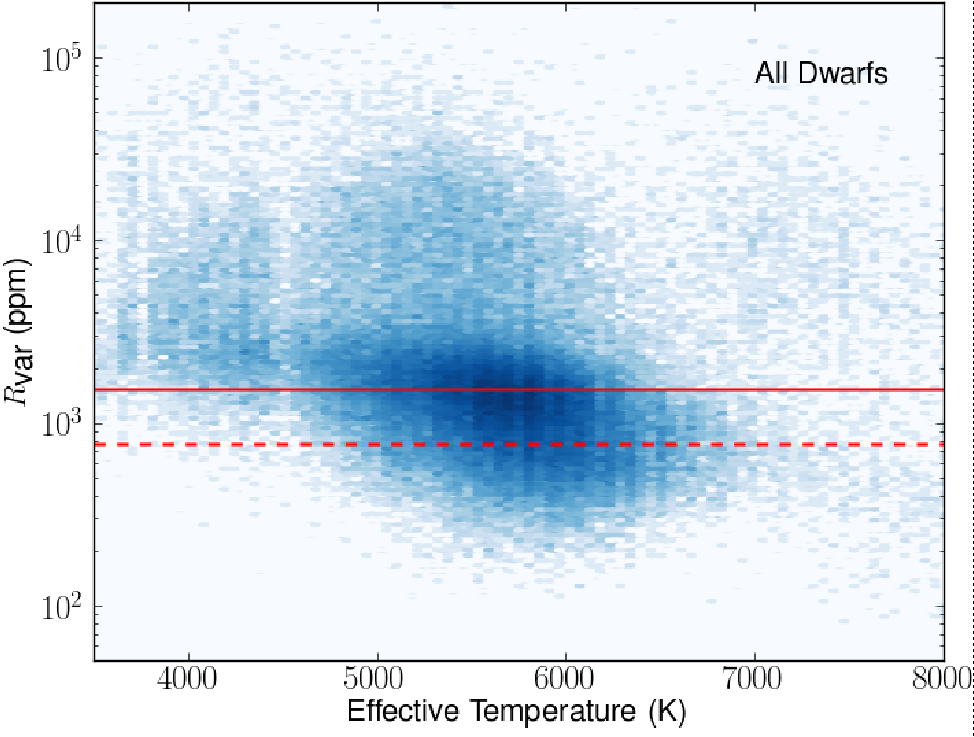 All Dwarfs
10^5
10^4
10^3
10^2
R_var (ppm)
4000 5000 6000 7000 8000
Effective Temperature (K)